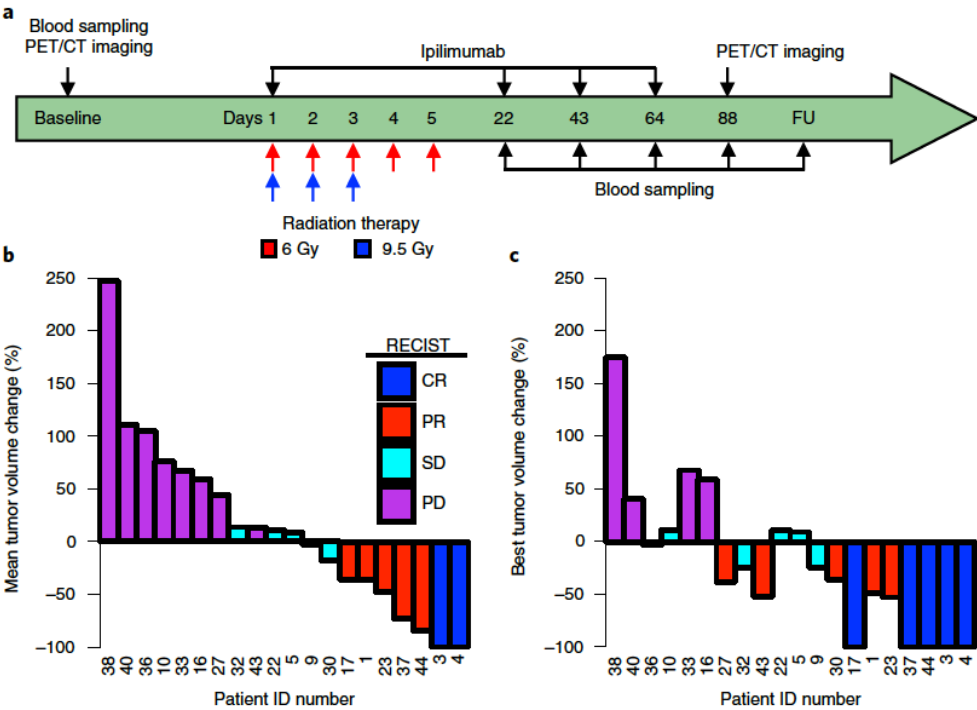 a
Blood sampling
PET/CT imaging
Ipilimumab
PET/CT imaging
Baseline Days 1 2 3 4 5 22 43 64 88 FU
Blood sampling
Radiation therapy
6 Gy 9.5 Gy
b
Mean tumor volume change (%)
250
200
150
100
50
0
−50
−100
RECIST
CR
PR
SD
PD
38 40 36 10 33 16 27 32 43 22 5 9 30 17 1 23 37 44 3 4
Patient ID number
c
Best tumor volume change (%)
250
200
150
100
50
0
−50
−100
38 40 36 10 33 16 27 32 43 22 5 9 30 17 1 23 37 44 3 4
Patient ID number